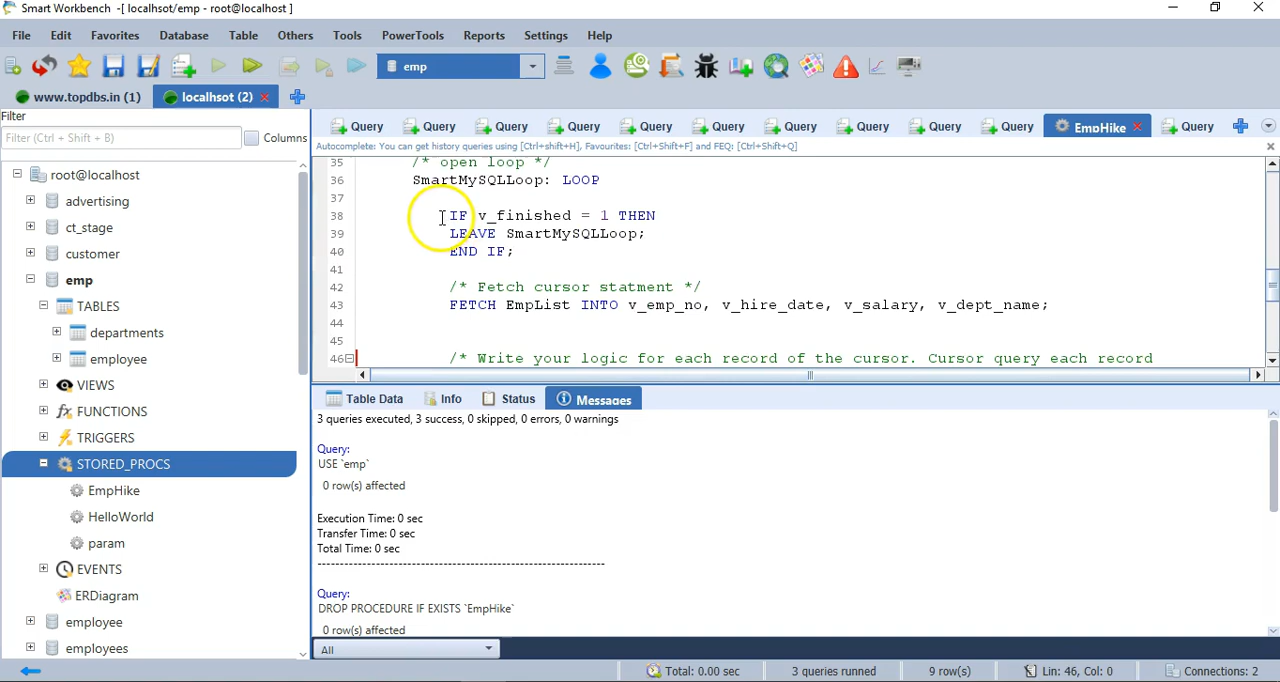 Smart Workbench -[ localhsot/emp - root@localhost ]
File Edit Favorites Database Table Others Tools PowerTools Reports Settings Help
emp
www.topdbs.in (1) localhsot (2)
Filter
Filter (Ctrl + Shift + B) Columns
root@localhost
advertising
ct_stage
customer
emp
TABLES
departments
employee
VIEWS
fx FUNCTIONS
TRIGGERS
STORED_PROCS
EmpHike
HelloWorld
param
EVENTS
ERDiagram
employee
employees
Query Query Query Query Query Query Query Query Query Query EmpHike Query
Autocomplete: You can get history queries using [Ctrl+shift+H], Favourites: [Ctrl+Shift+F] and FEQ: [Ctrl+Shift+Q]
35 /* open loop */
36 SmartMySQLLoop: LOOP
37
38 IF v_finished = 1 THEN
39 LEAVE SmartMySQLLoop;
40 END IF;
41
42 /* Fetch cursor statment */
43 FETCH EmpList INTO v_emp_no, v_hire_date, v_salary, v_dept_name;
44
45
46 /* Write your logic for each record of the cursor. Cursor query each record
Table Data Info Status Messages
3 queries executed, 3 success, 0 skipped, 0 errors, 0 warnings
Query:
USE `emp`
0 row(s) affected
Execution Time: 0 sec
Transfer Time: 0 sec
Total Time: 0 sec
---------------------------------------------------------------
Query:
DROP PROCEDURE IF EXISTS `EmpHike`
0 row(s) affected
All
Total: 0.00 sec 3 queries runned 9 row(s) Lin: 46, Col: 0 Connections: 2